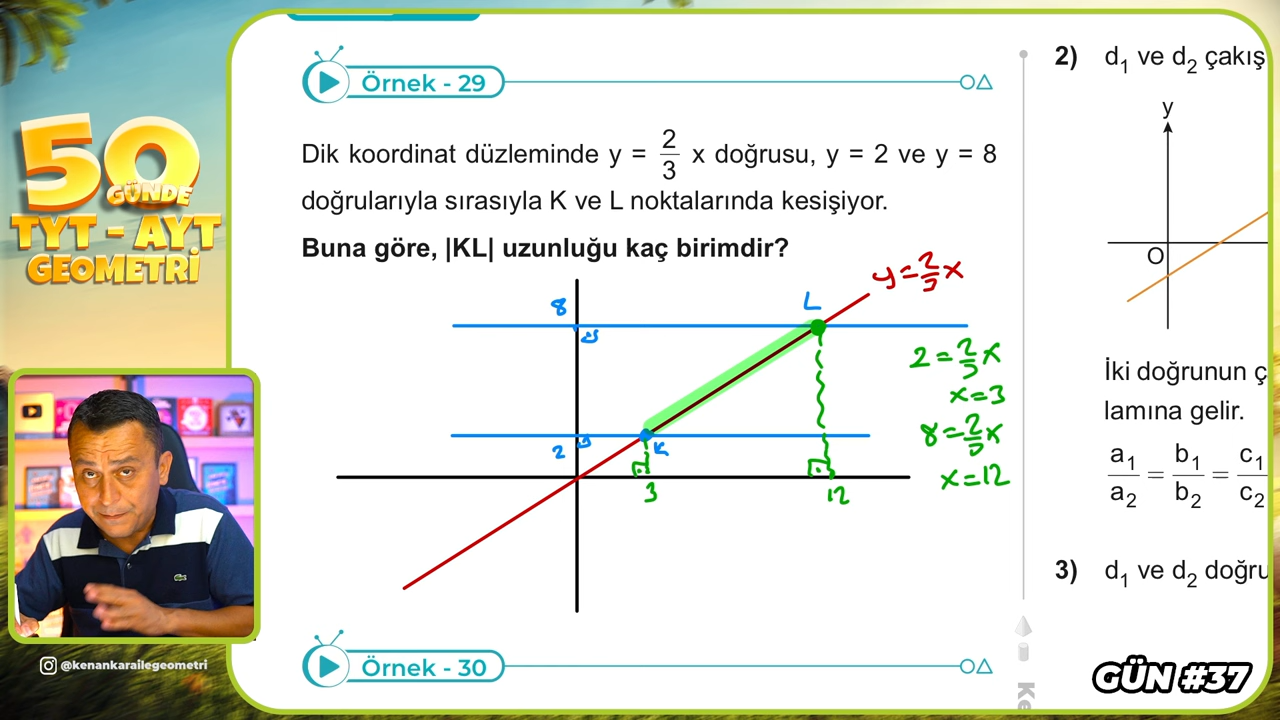 50
GÜNDE
TYT - AYT
GEOMETRİ
@kenankarailegeometri
Örnek - 29
Dik koordinat düzleminde y = 2/3 x doğrusu, y = 2 ve y = 8
doğrularıyla sırasıyla K ve L noktalarında kesişiyor.
Buna göre, |KL| uzunluğu kaç birimdir?
y = 2/3 x
8
L
2 = 2/3 x
x = 3
8 = 2/3 x
x = 12
2
K
3
12
Örnek - 30
2) d1 ve d2 çakış
y
O
İki doğrunun ç
lamına gelir.
a1/a2 = b1/b2 = c1/c2
3) d1 ve d2 doğru
Ke
GÜN #37